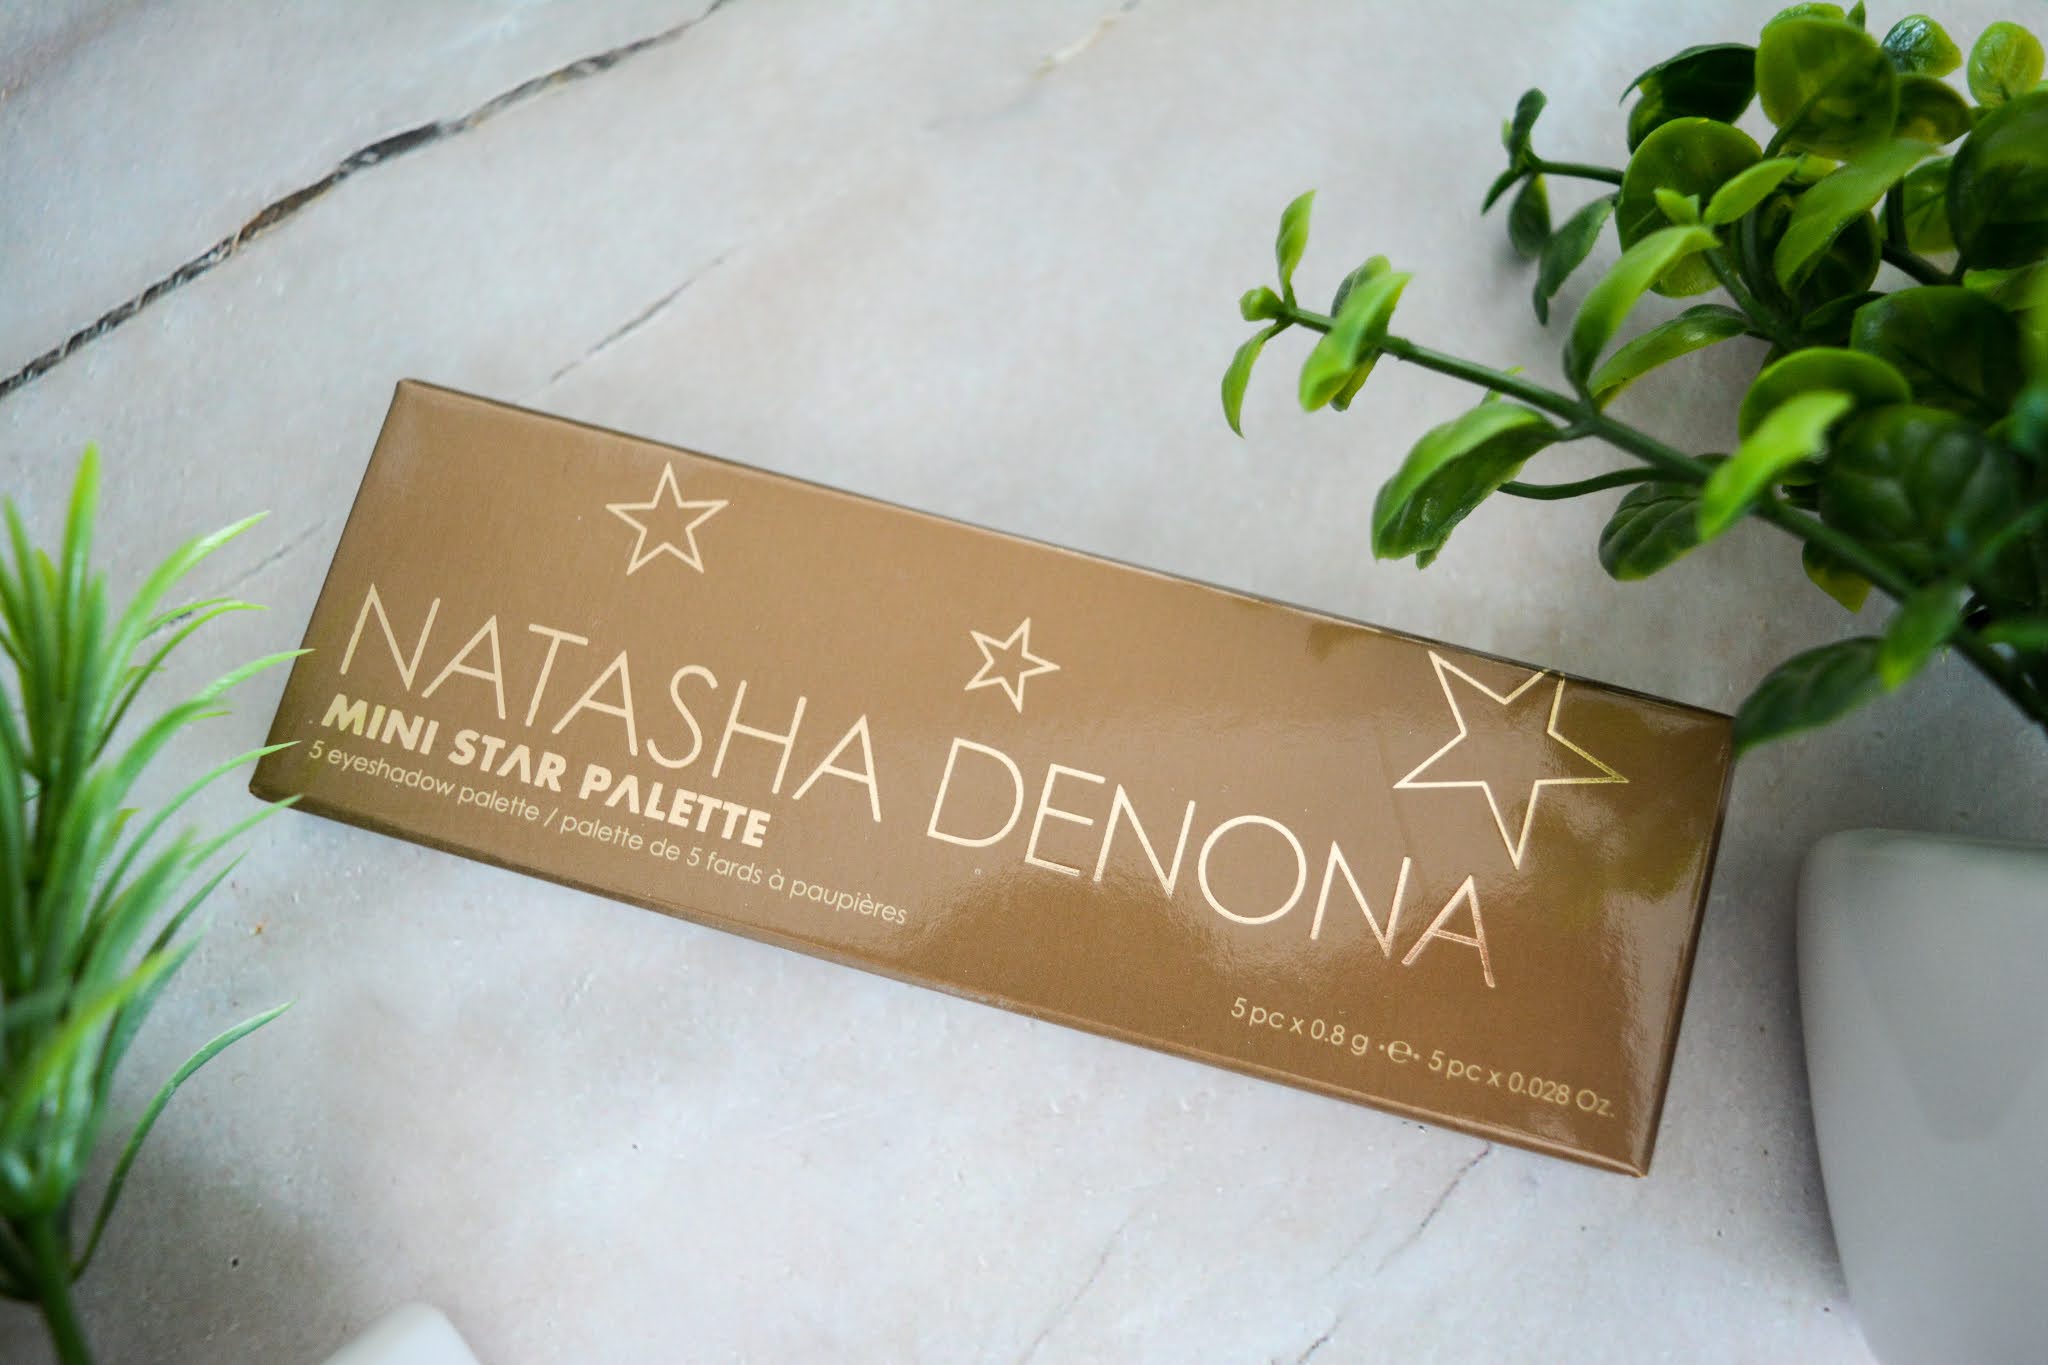 NATASHA DENONA
MINI STAR PALETTE
5 eyeshadow palette / palette de 5 fards à paupières
5 pc x 0.8 g ·℮· 5 pc x 0.028 Oz.